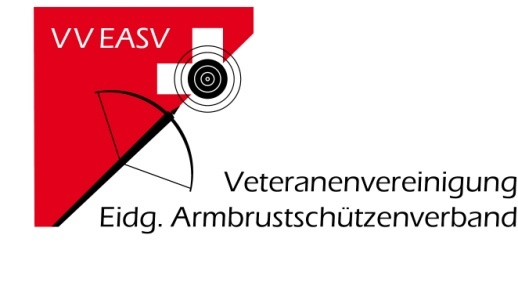 VV EASV
Veteranenvereinigung
Eidg. Armbrustschützenverband